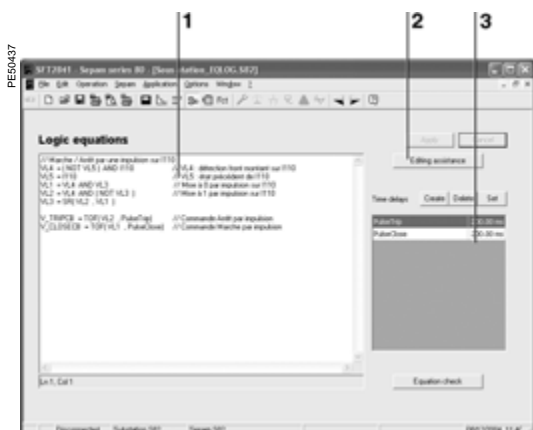 1 2 3
PE50437
SFT2841 - Sepam series 80 - [Sous station_EQLOG.S82]
File Edit Operation Sepam Application Options Window ?
Logic equations
Apply Cancel
Editing assistance
// Marche / Arrêt par une impulsion sur I110
VL4 = ( NOT VL5 ) AND I110 // VL4 : détection front montant sur I110
VL5 = I110 // VL5 : état précédent de I110
VL1 = VL4 AND VL3 // Mise à 0 par impulsion sur I110
VL2 = VL4 AND ( NOT VL3 ) // Mise à 1 par impulsion sur I110
VL3 = SR( VL2 , VL1 )
V_TRIPCB = TOF( VL2 , PulseTrip) // Commande Arrêt par impulsion
V_CLOSECB = TOF( VL1 , PulseClose) // Commande Marche par impulsion
Time delays Create Delete Set
PulseTrip 200.00 ms
PulseClose 200.00 ms
Ln 1, Col 1
Equation check
Disconnected Substation S82 Sepam S82